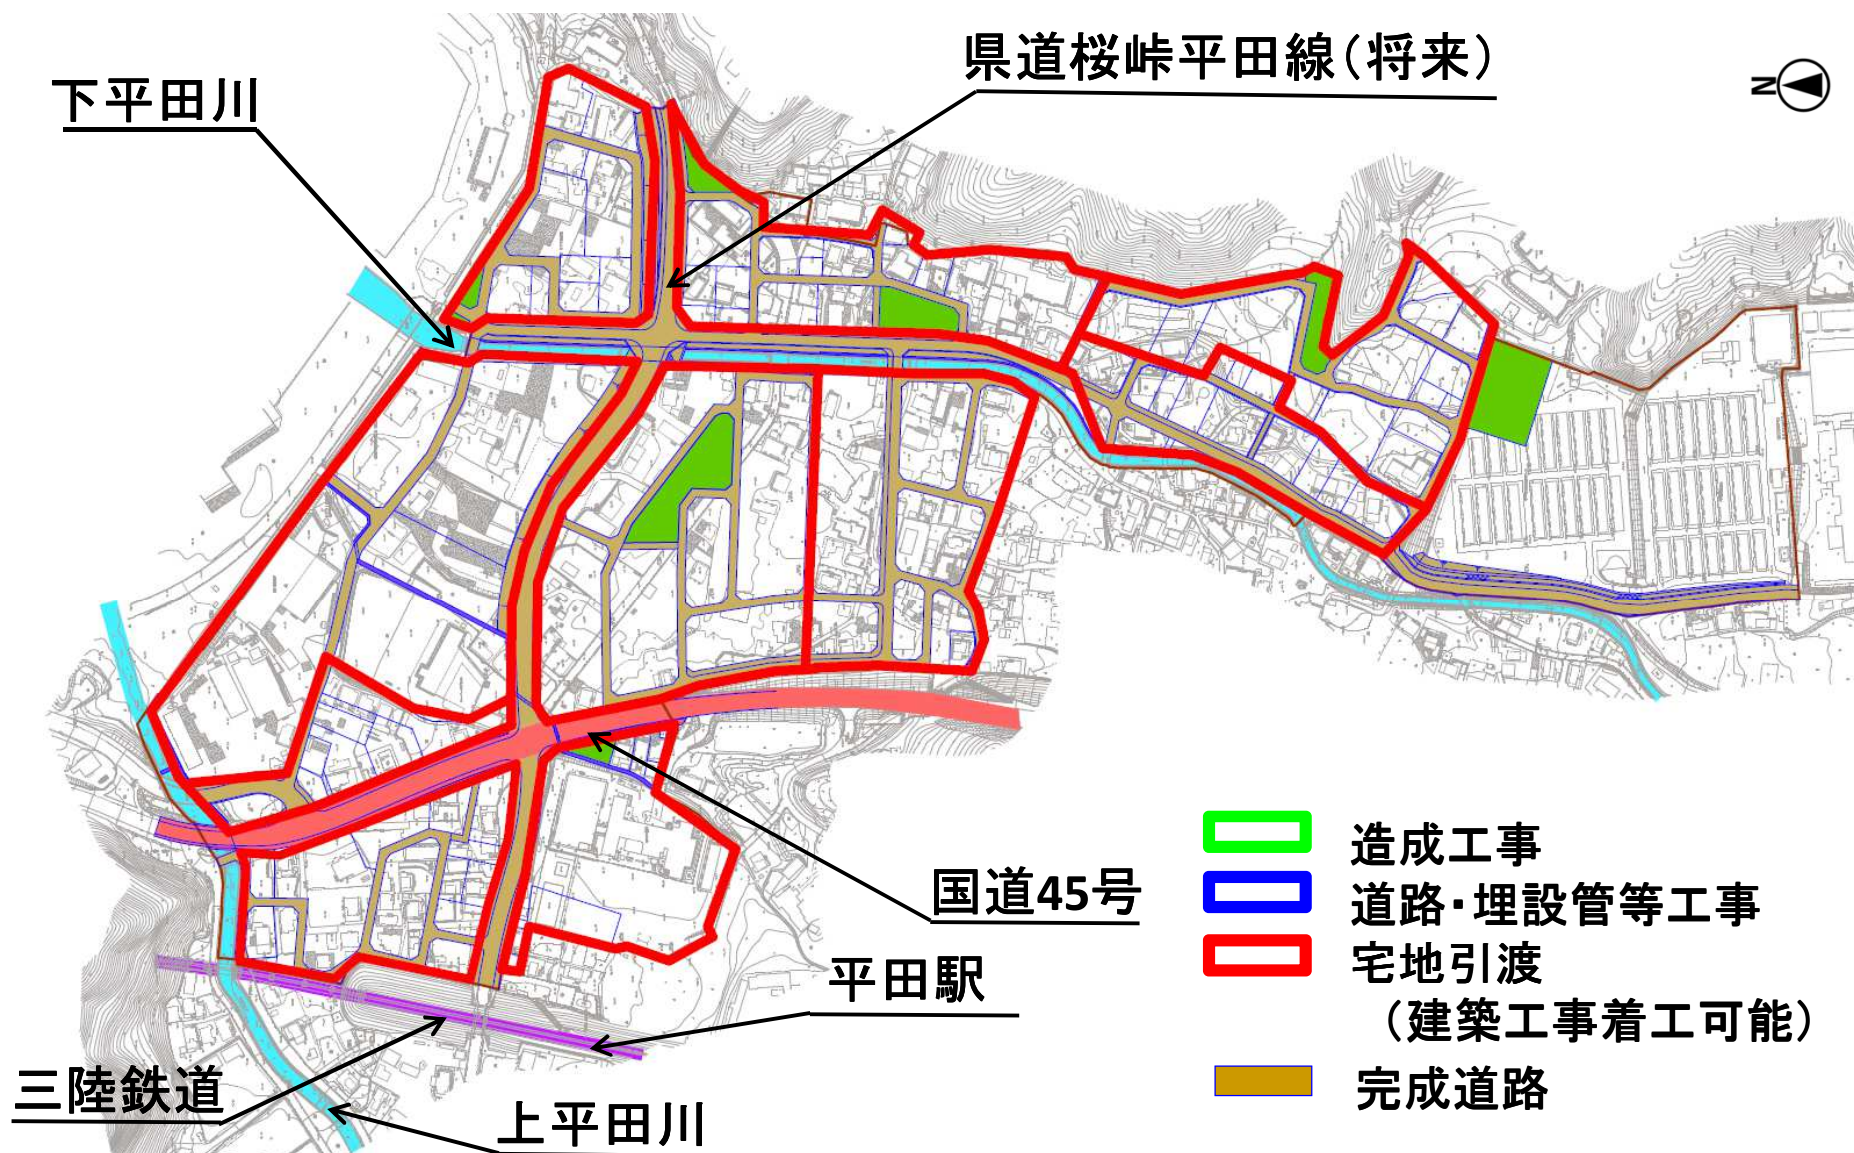 県道桜峠平田線(将来)
N
下平田川
国道45号
平田駅
三陸鉄道
上平田川
造成工事
道路・埋設管等工事
宅地引渡
(建築工事着工可能)
完成道路